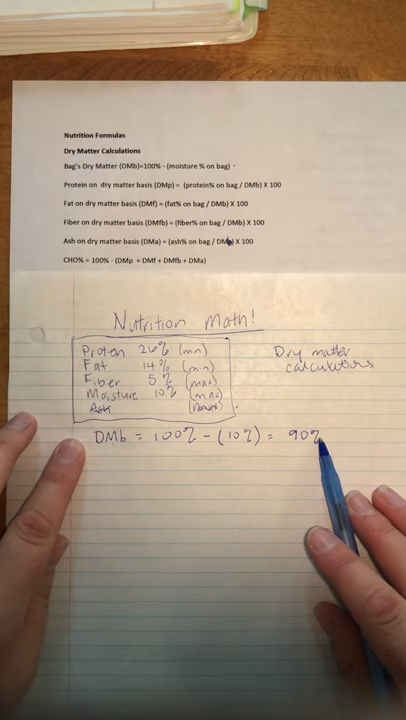 Nutrition Formulas
Dry Matter Calculations
Bag's Dry Matter (DMb)=100% - (moisture % on bag)
Protein on dry matter basis (DMp) = (protein% on bag / DMb) X 100
Fat on dry matter basis (DMf) = (fat% on bag / DMb) X 100
Fiber on dry matter basis (DMfb) = (fiber% on bag / DMb) X 100
Ash on dry matter basis (DMa) = (ash% on bag / DMb) X 100
CHO% = 100% - (DMp + DMf + DMfb + DMa)
Nutrition Math!
Protein 26% (min)
Fat 14% (min)
Fiber 5% (max)
Moisture 10% (max)
Ash
Dry matter
calculations
DMb = 100% - (10%) = 90%